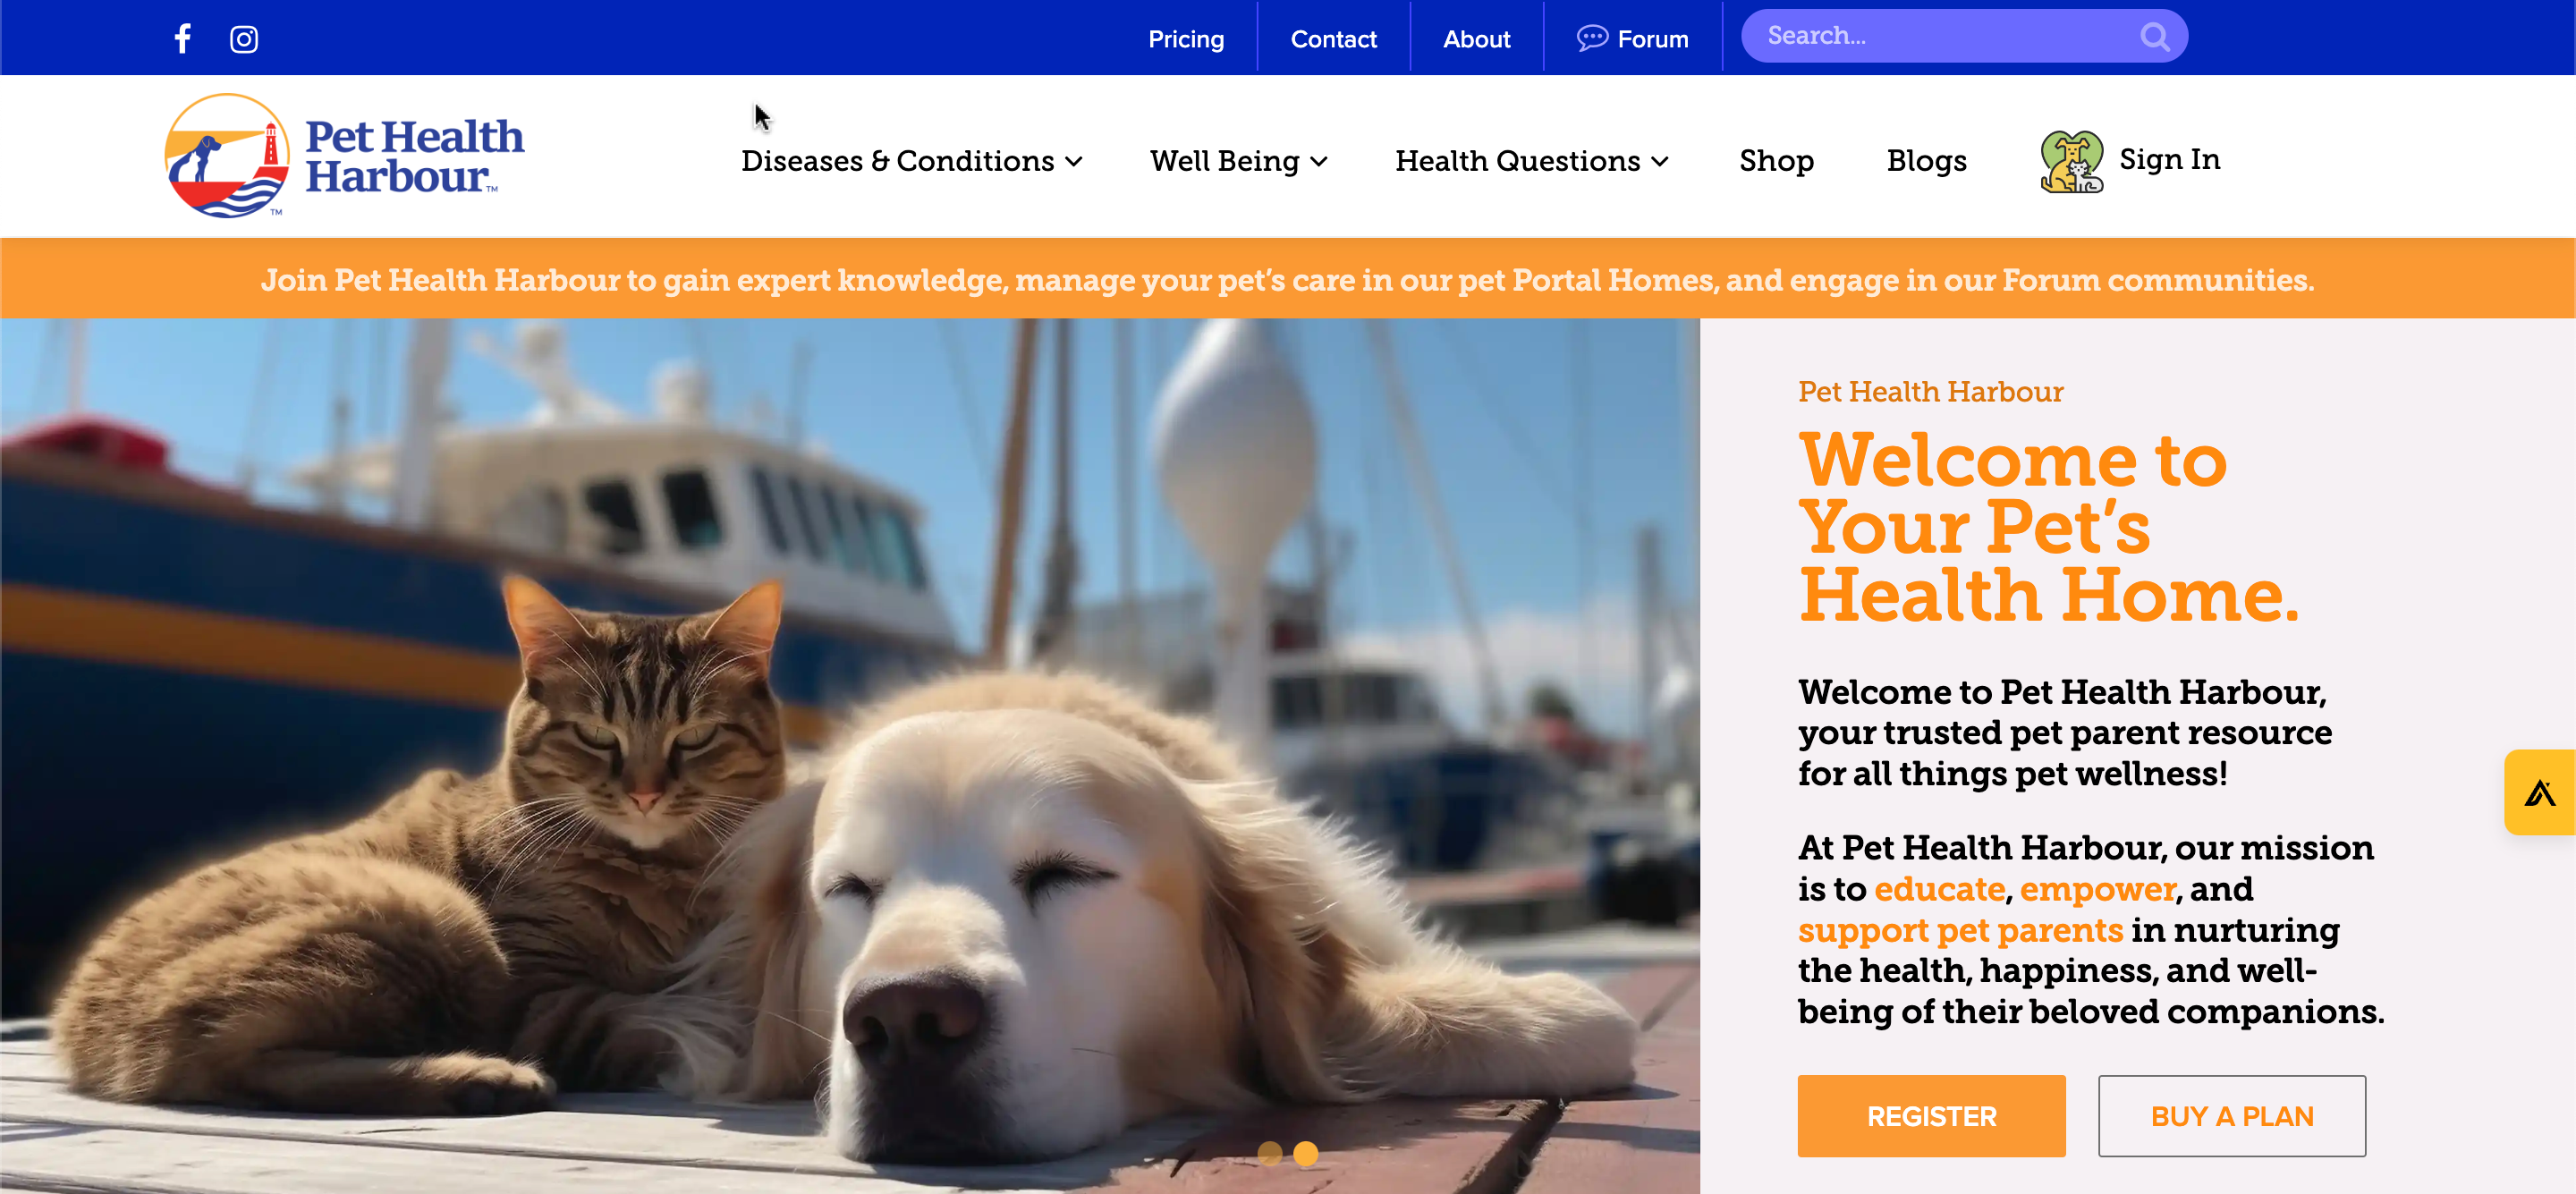 Pricing
Contact
About
Forum
Search...
Pet Health
Harbour™
™
Diseases & Conditions
Well Being
Health Questions
Shop
Blogs
Sign In
Join Pet Health Harbour to gain expert knowledge, manage your pet’s care in our pet Portal Homes, and engage in our Forum communities.
Pet Health Harbour
Welcome to
Your Pet’s
Health Home.
Welcome to Pet Health Harbour,
your trusted pet parent resource
for all things pet wellness!
At Pet Health Harbour, our mission
is to educate, empower, and
support pet parents in nurturing
the health, happiness, and well-
being of their beloved companions.
REGISTER
BUY A PLAN